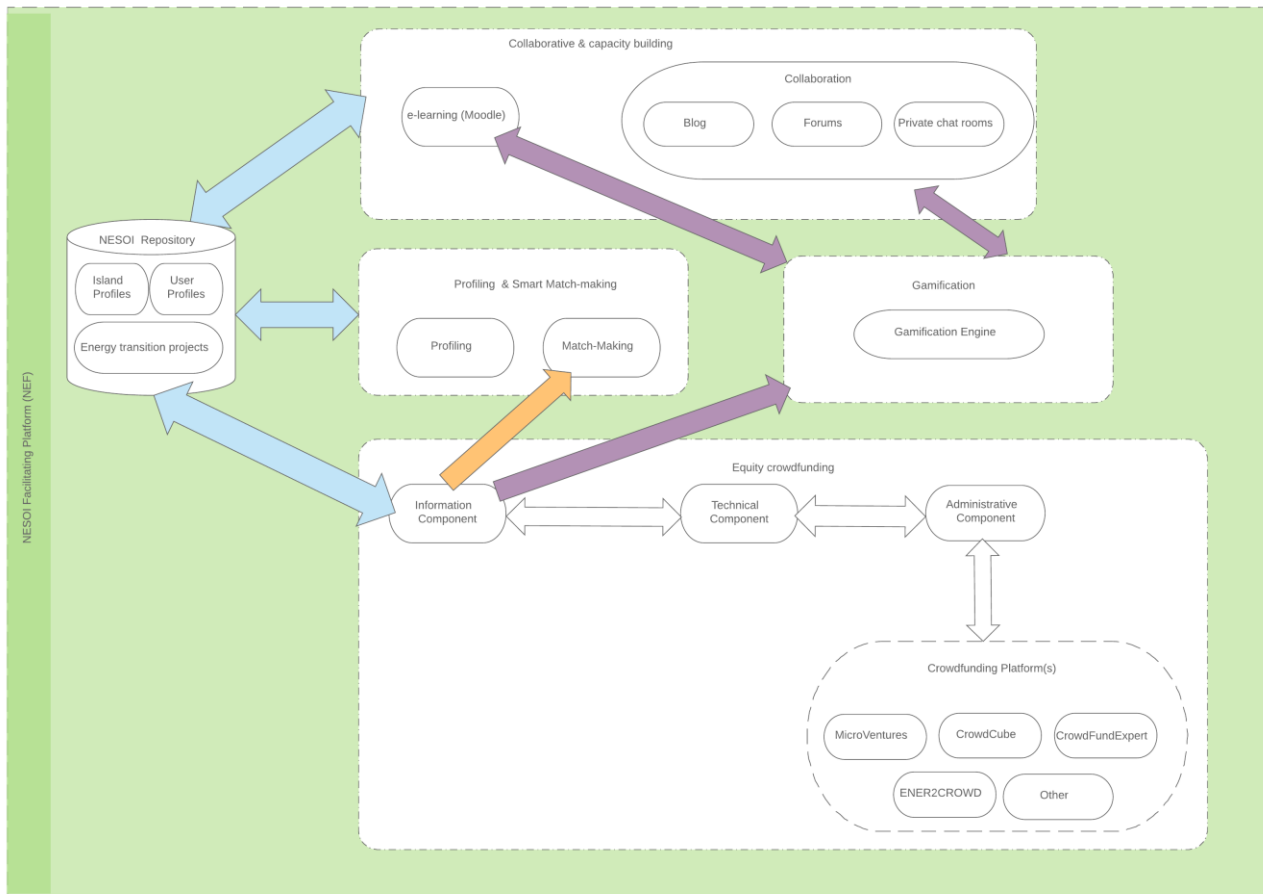 NESOI Facilitating Platform (NEF)
Collaborative & capacity building
e-learning (Moodle)
Collaboration
Blog
Forums
Private chat rooms
NESOI  Repository
Island
Profiles
User
Profiles
Energy transition projects
Profiling  & Smart Match-making
Profiling
Match-Making
Gamification
Gamification Engine
Equity crowdfunding
Information
Component
Technical
Component
Administrative
Component
Crowdfunding Platform(s)
MicroVentures
CrowdCube
CrowdFundExpert
ENER2CROWD
Other